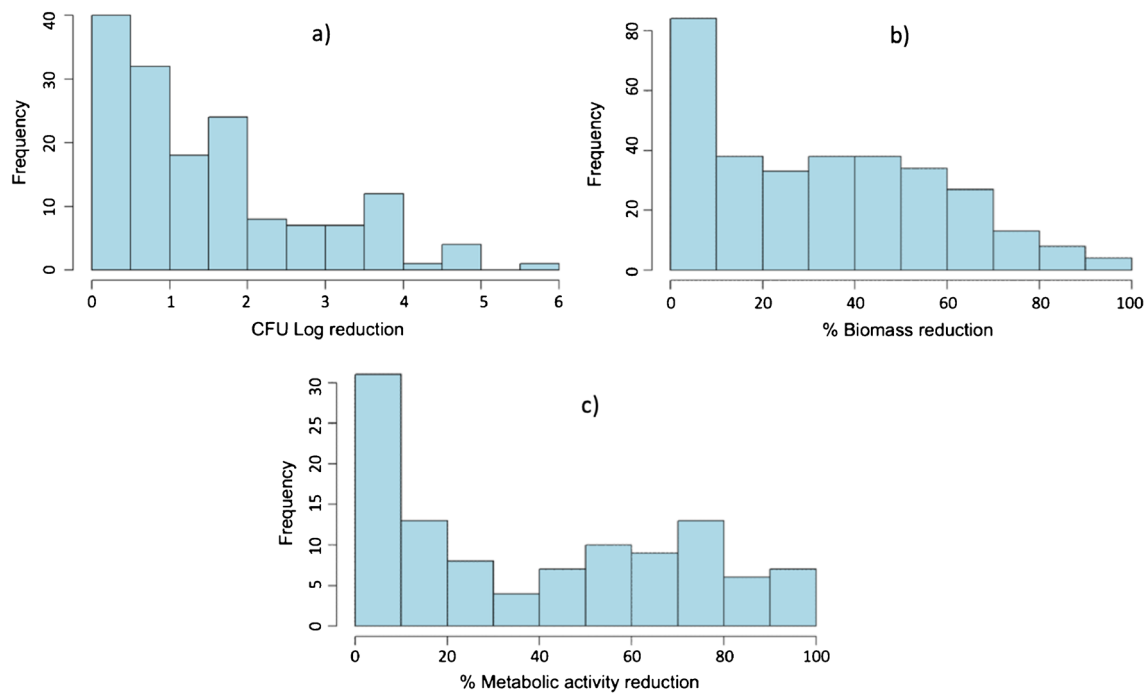 a)
Frequency
0
10
20
30
40
0 1 2 3 4 5 6
CFU Log reduction
b)
Frequency
0
20
40
60
80
0 20 40 60 80 100
% Biomass reduction
c)
Frequency
0
5
10
15
20
25
30
0 20 40 60 80 100
% Metabolic activity reduction